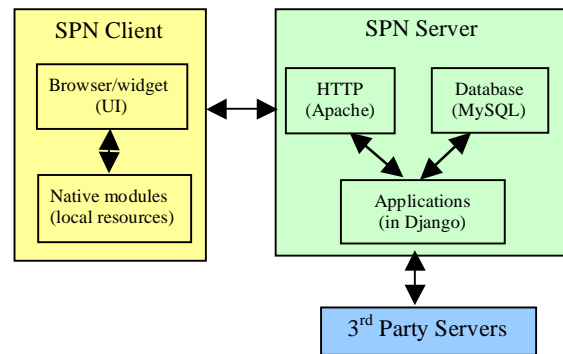 SPN Client
Browser/widget
(UI)
Native modules
(local resources)
SPN Server
HTTP
(Apache)
Database
(MySQL)
Applications
(in Django)
3rd Party Servers